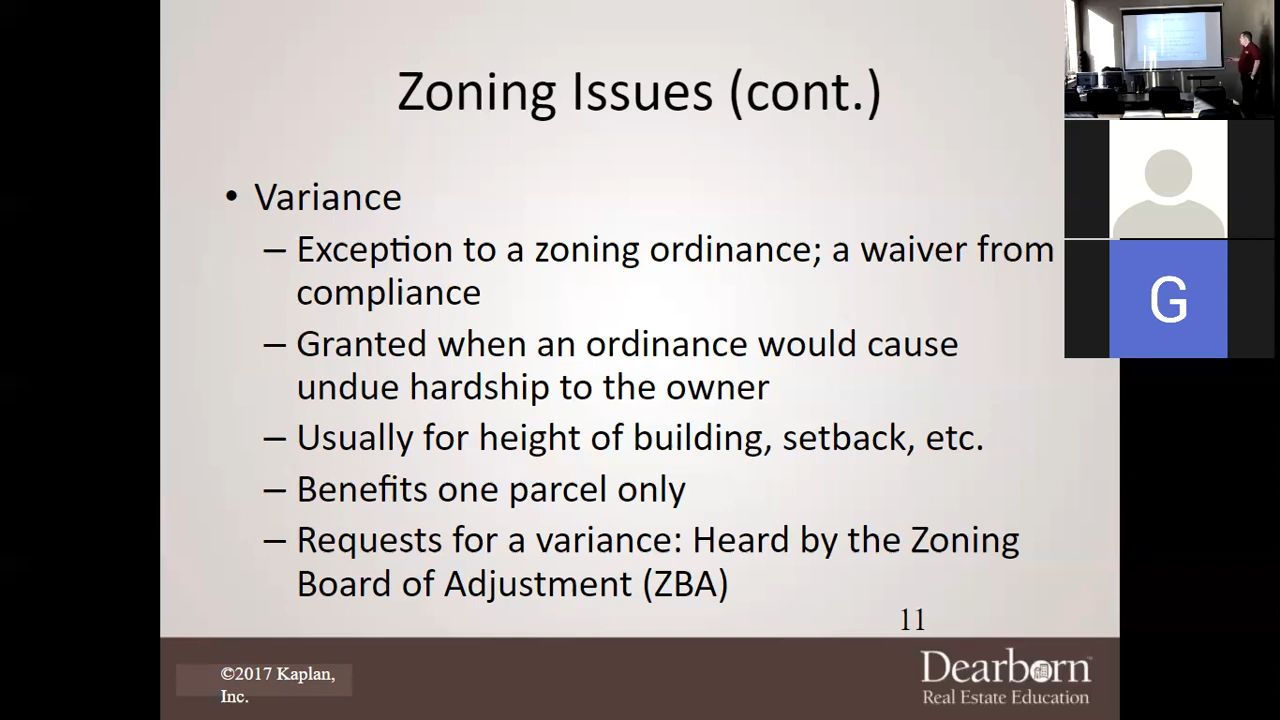 Zoning Issues (cont.)
• Variance
– Exception to a zoning ordinance; a waiver from
compliance
– Granted when an ordinance would cause
undue hardship to the owner
– Usually for height of building, setback, etc.
– Benefits one parcel only
– Requests for a variance: Heard by the Zoning
Board of Adjustment (ZBA)
11
©2017 Kaplan,
Inc.
Dearborn™
Real Estate Education
G